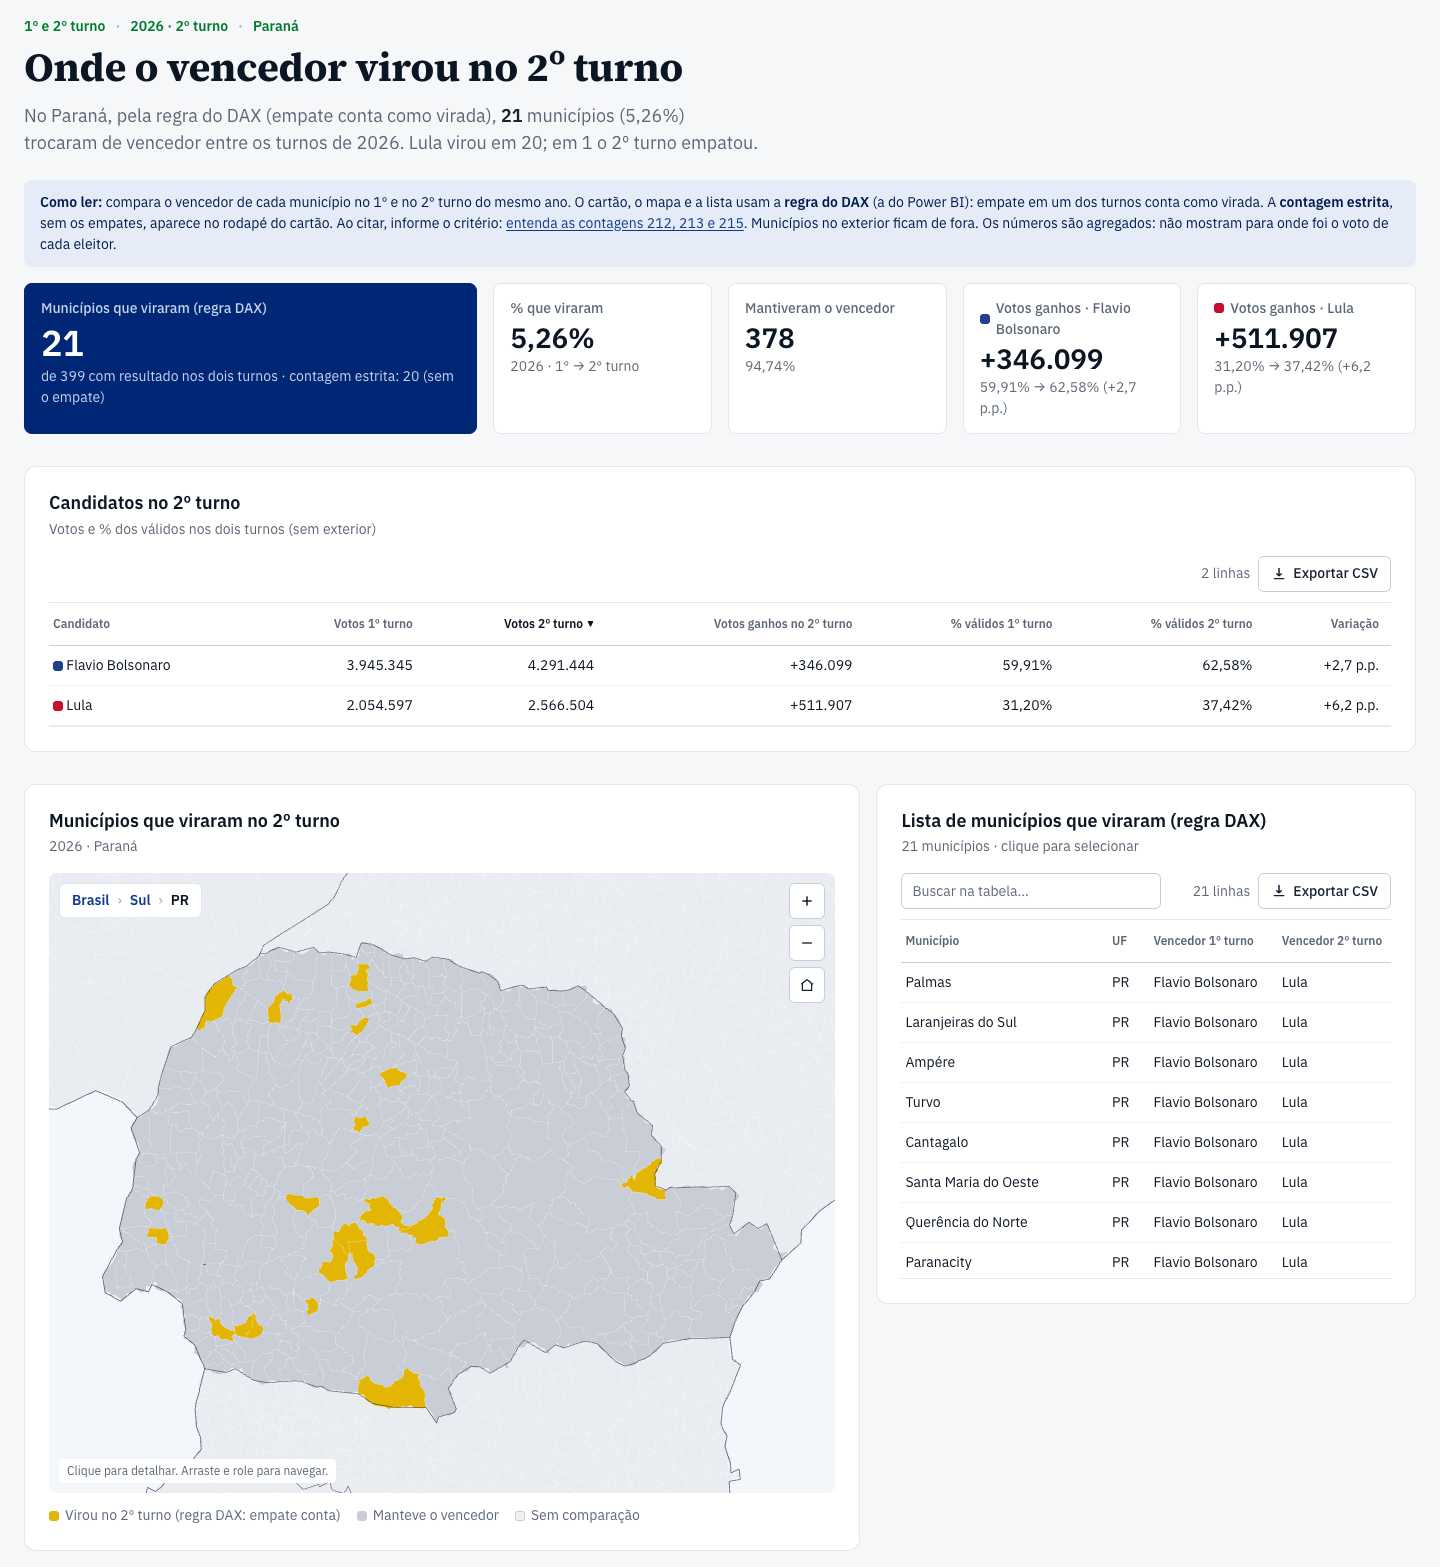 1º e 2º turno · 2026 · 2º turno · Paraná
Onde o vencedor virou no 2º turno
No Paraná, pela regra do DAX (empate conta como virada), 21 municípios (5,26%)
trocaram de vencedor entre os turnos de 2026. Lula virou em 20; em 1 o 2º turno empatou.
Como ler: compara o vencedor de cada município no 1º e no 2º turno do mesmo ano. O cartão, o mapa e a lista usam a regra do DAX (a do Power BI): empate em um dos turnos conta como virada. A contagem estrita,
sem os empates, aparece no rodapé do cartão. Ao citar, informe o critério: entenda as contagens 212, 213 e 215. Municípios no exterior ficam de fora. Os números são agregados: não mostram para onde foi o voto de
cada eleitor.
Municípios que viraram (regra DAX)
21
de 399 com resultado nos dois turnos · contagem estrita: 20 (sem
o empate)
% que viraram
5,26%
2026 · 1º → 2º turno
Mantiveram o vencedor
378
94,74%
Votos ganhos · Flavio
Bolsonaro
+346.099
59,91% → 62,58% (+2,7
p.p.)
Votos ganhos · Lula
+511.907
31,20% → 37,42% (+6,2
p.p.)
Candidatos no 2º turno
Votos e % dos válidos nos dois turnos (sem exterior)
2 linhas Exportar CSV
Candidato Votos 1º turno Votos 2º turno ▼ Votos ganhos no 2º turno % válidos 1º turno % válidos 2º turno Variação
Flavio Bolsonaro 3.945.345 4.291.444 +346.099 59,91% 62,58% +2,7 p.p.
Lula 2.054.597 2.566.504 +511.907 31,20% 37,42% +6,2 p.p.
Municípios que viraram no 2º turno
2026 · Paraná
Brasil › Sul › PR
+
−
Clique para detalhar. Arraste e role para navegar.
Virou no 2º turno (regra DAX: empate conta) Manteve o vencedor Sem comparação
Lista de municípios que viraram (regra DAX)
21 municípios · clique para selecionar
Buscar na tabela... 21 linhas Exportar CSV
Município UF Vencedor 1º turno Vencedor 2º turno
Palmas PR Flavio Bolsonaro Lula
Laranjeiras do Sul PR Flavio Bolsonaro Lula
Ampére PR Flavio Bolsonaro Lula
Turvo PR Flavio Bolsonaro Lula
Cantagalo PR Flavio Bolsonaro Lula
Santa Maria do Oeste PR Flavio Bolsonaro Lula
Querência do Norte PR Flavio Bolsonaro Lula
Paranacity PR Flavio Bolsonaro Lula